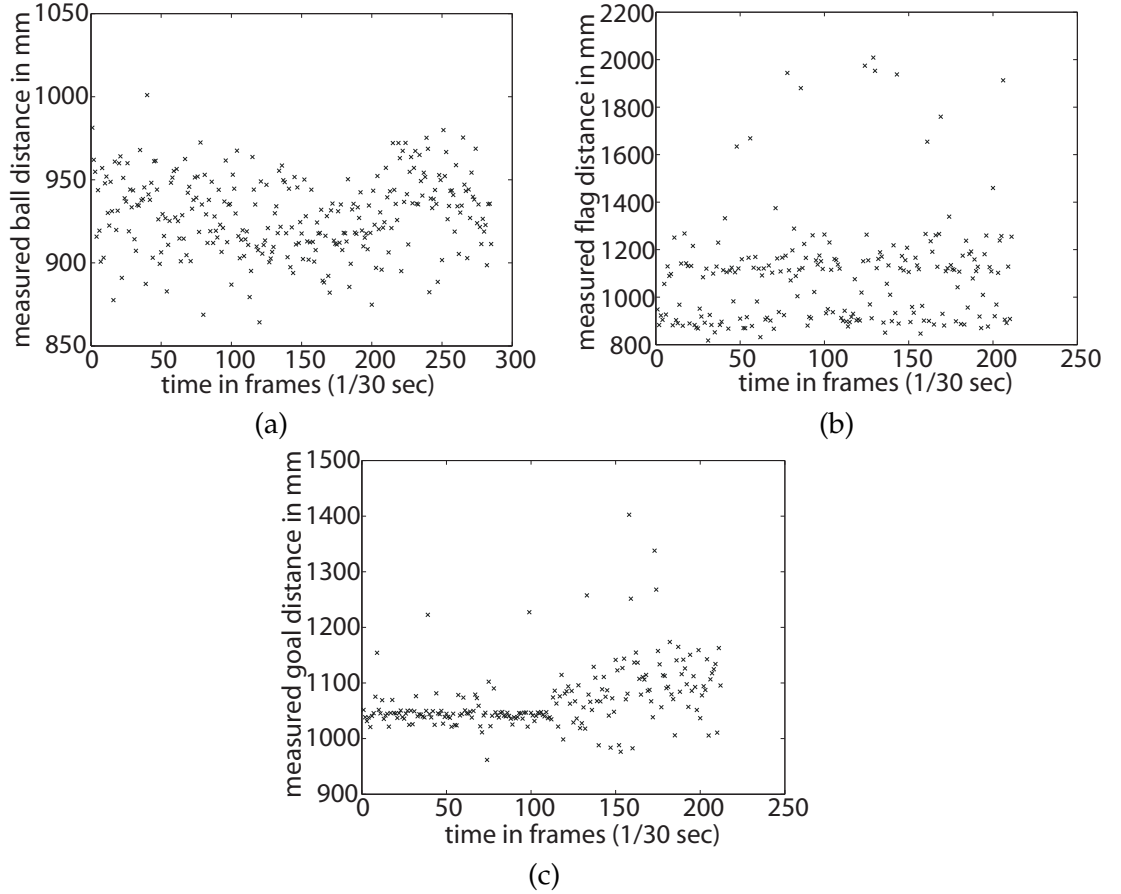 1050
1000
950
900
850
0 50 100 150 200 250 300
measured ball distance in mm
time in frames (1/30 sec)
(a)
2200
2000
1800
1600
1400
1200
1000
800
0 50 100 150 200 250
measured flag distance in mm
time in frames (1/30 sec)
(b)
1500
1400
1300
1200
1100
1000
900
0 50 100 150 200 250
measured goal distance in mm
time in frames (1/30 sec)
(c)